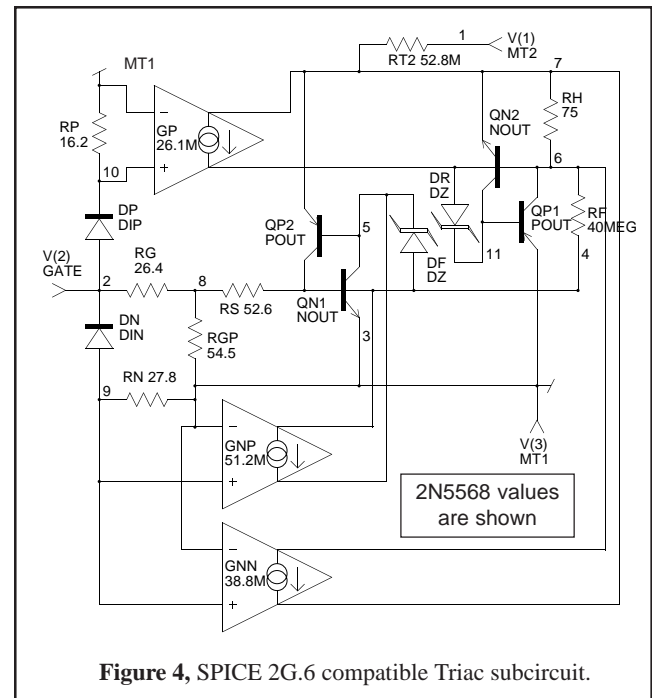 1
V(1)
MT2
RT2 52.8M
MT1
7
RP
16.2
GP
26.1M
QN2
NOUT
RH
75
6
10
DP
DIP
QP2
POUT
5
DR
DZ
QP1
POUT
RF
40MEG
V(2)
GATE
RG
26.4
11
4
2
8
RS 52.6
DF
DZ
DN
DIN
QN1
NOUT
RGP
54.5
3
9
RN 27.8
GNP
51.2M
V(3)
MT1
2N5568 values
are shown
GNN
38.8M
Figure 4, SPICE 2G.6 compatible Triac subcircuit.